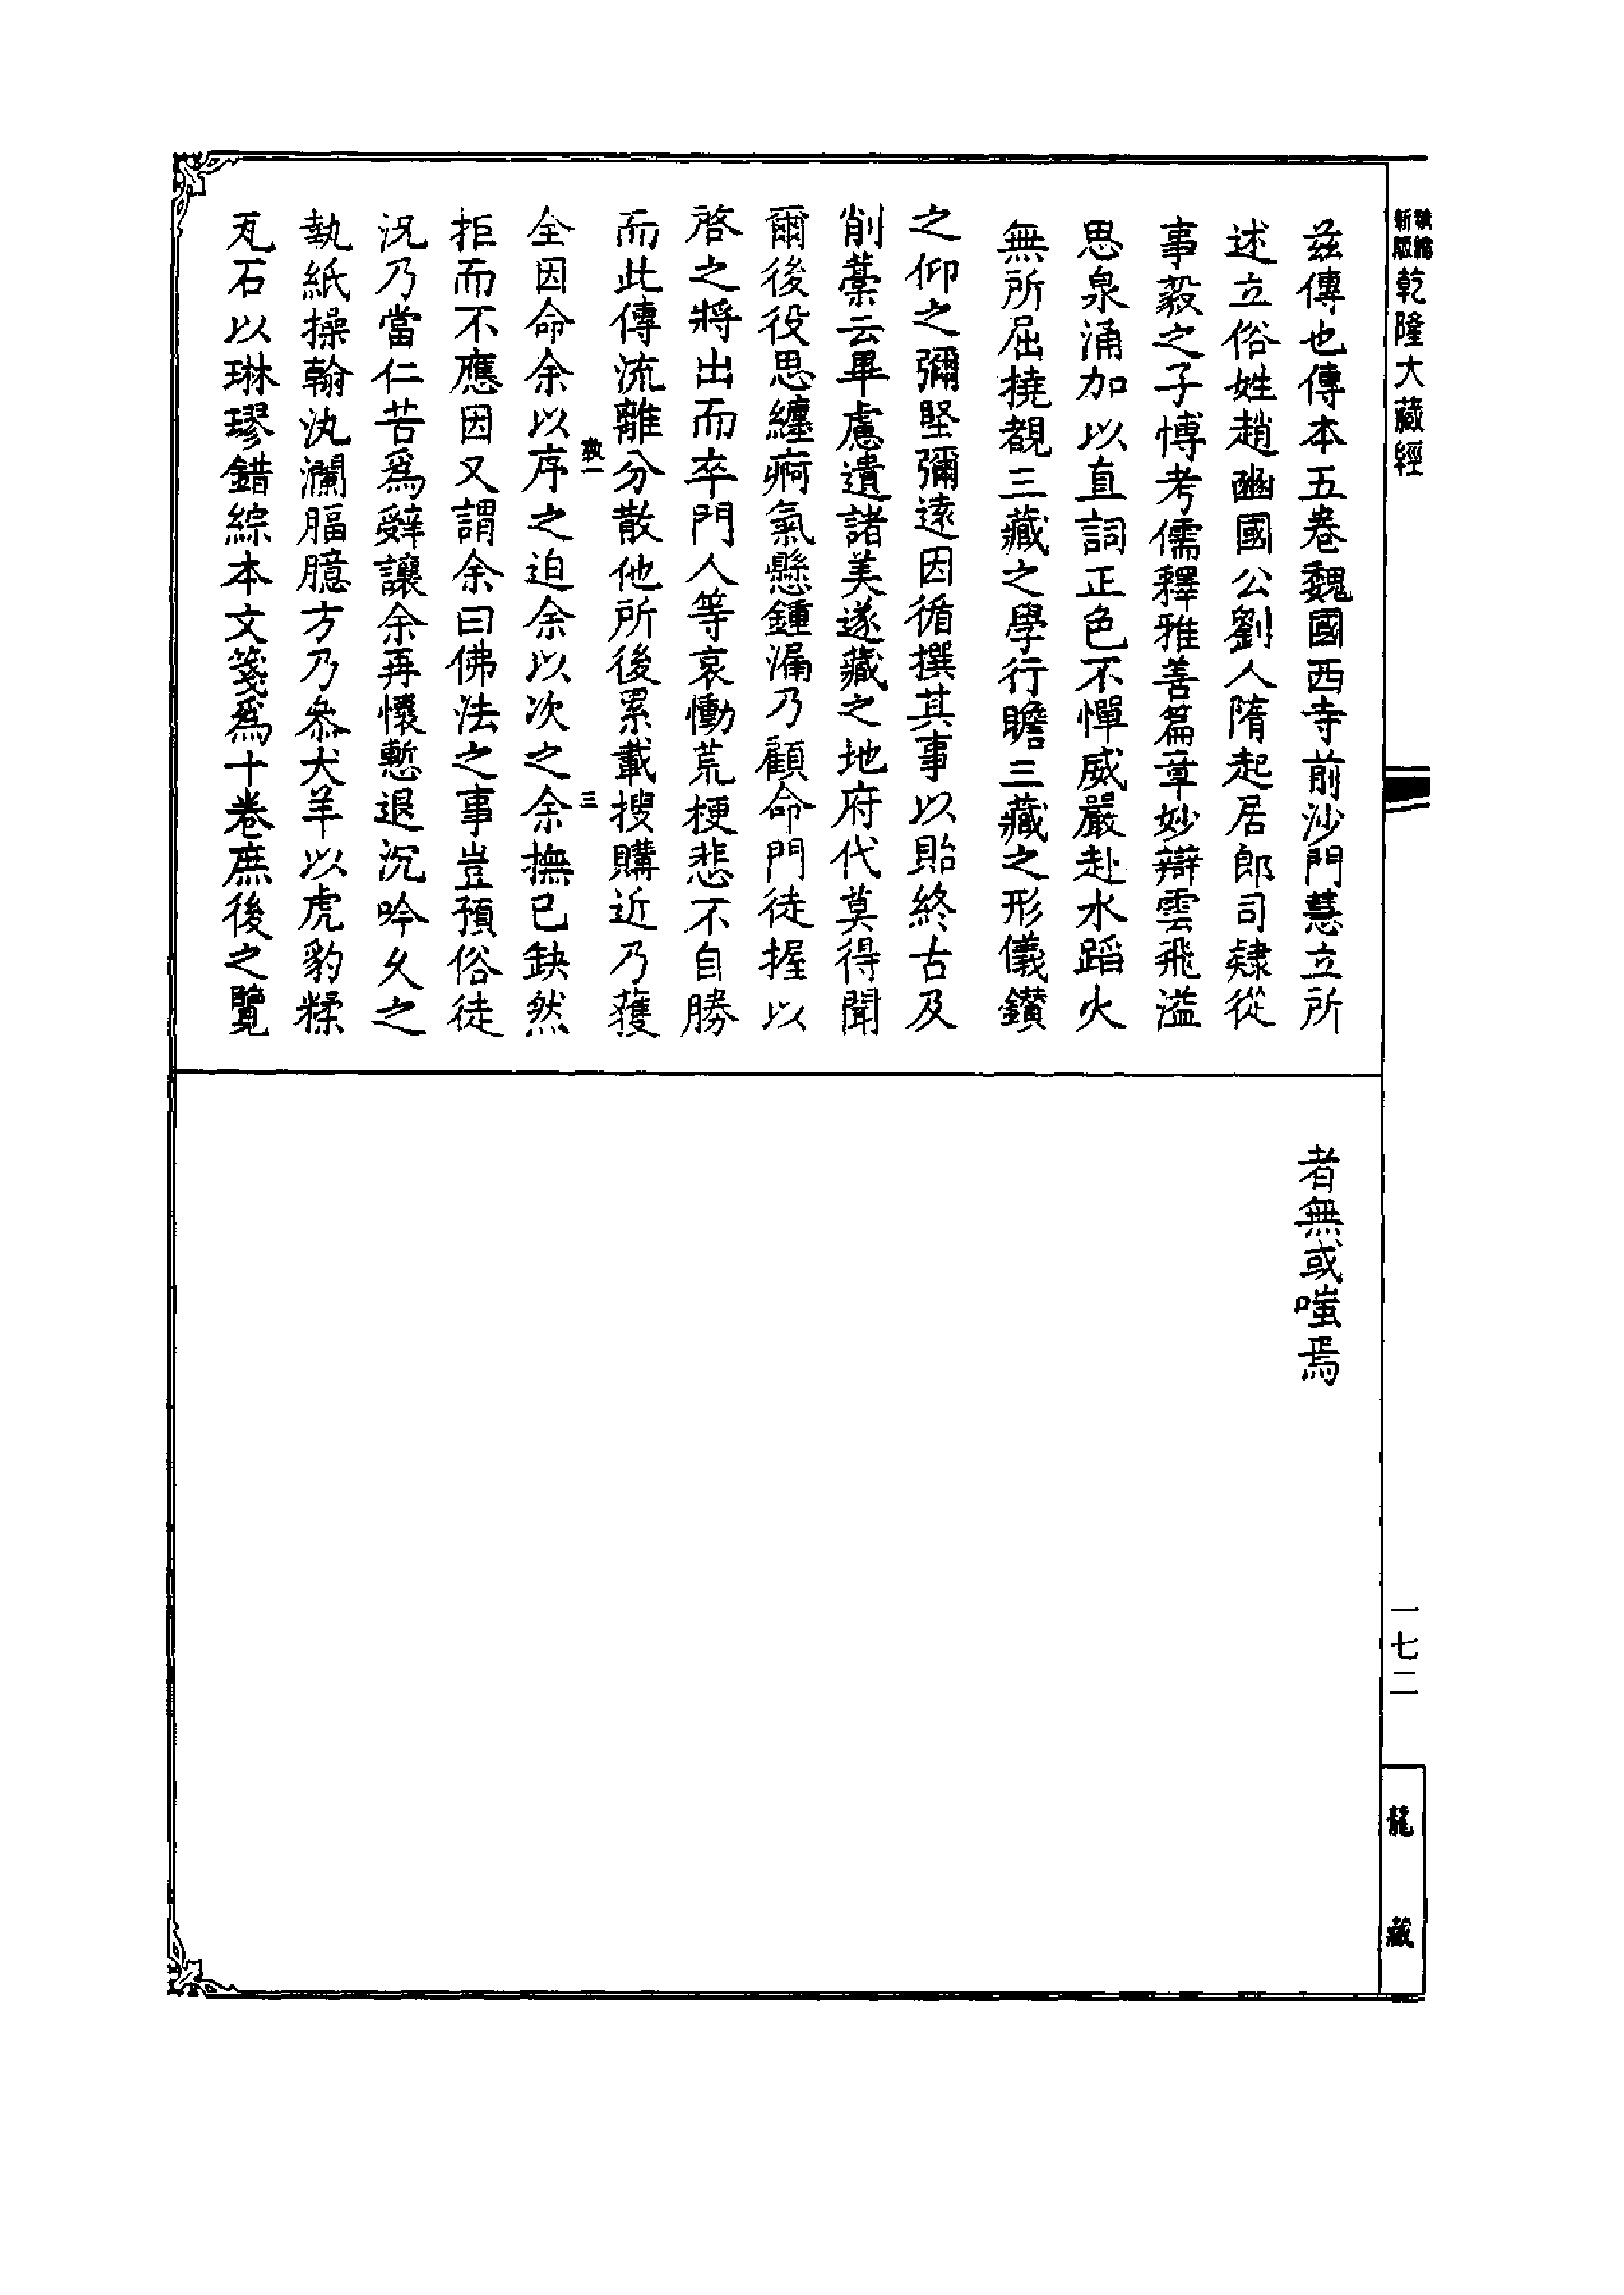 新版 乾隆大藏經
茲傳也傳本五卷魏國西寺前沙門慧立所
述立俗姓趙豳國公劉人隋起居郎司隸從
事毅之子博考儒釋雅善篇章妙辯雲飛溢
思泉涌加以直詞正色不憚威嚴赴水蹈火
無所屈撓覩三藏之學行瞻三藏之形儀鑚
之仰之彌堅彌遠因循撰其事以貽終古及
削藁云畢慮遺諸美遂藏之地府代莫得聞
爾後役思纏痾氣懸鍾漏乃顧命門徒握以
啓之將出而卒門人等哀慟荒梗悲不自勝
而此傳流離分散他所後累載搜購近乃獲
三
全因命余以序之迫余以次之余撫已缺然
拒而不應因又謂余曰佛法之事豈預俗徒
況乃當仁苦爲辤讓余再懷慙退沉吟久之
執紙操翰汍瀾腷臆方乃叅犬羊以虎豹糅
瓦石以琳璆錯綜本文箋爲十卷庶後之覽
者無或嗤焉
一七二
龍藏